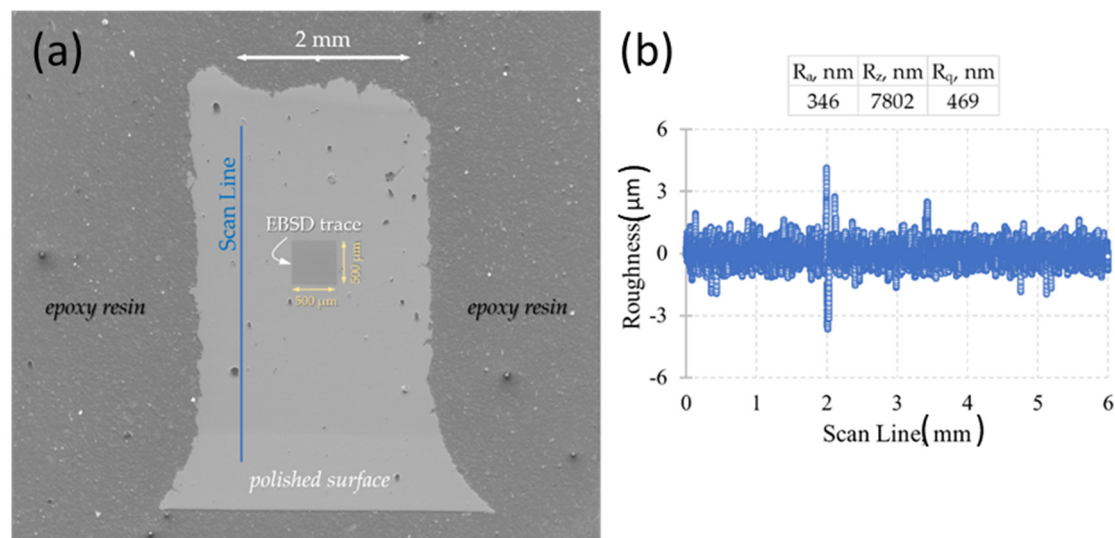 (a)
2 mm
Scan Line
EBSD trace
500 µm
500 µm
epoxy resin
epoxy resin
polished surface
(b)
Ra, nm Rz, nm Rq, nm
346 7802 469
Roughness(µm)
6
3
0
-3
-6
0 1 2 3 4 5 6
Scan Line(mm)